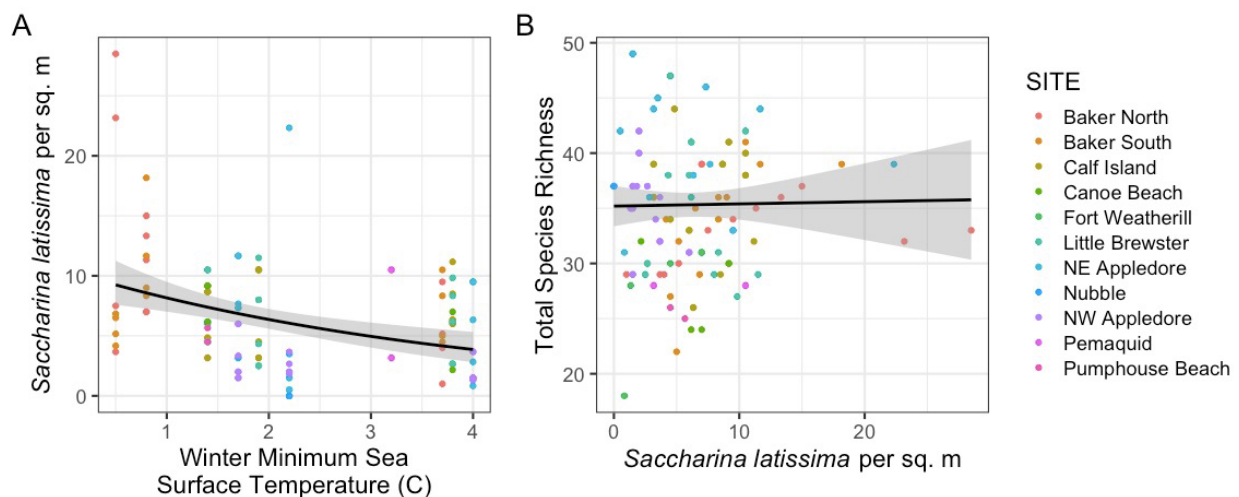 A
Saccharina latissima per sq. m
20
10
0
1
2
3
4
Winter Minimum Sea
Surface Temperature (C)
B
Total Species Richness
50
40
30
20
0
10
20
Saccharina latissima per sq. m
SITE
Baker North
Baker South
Calf Island
Canoe Beach
Fort Weatherill
Little Brewster
NE Appledore
Nubble
NW Appledore
Pemaquid
Pumphouse Beach